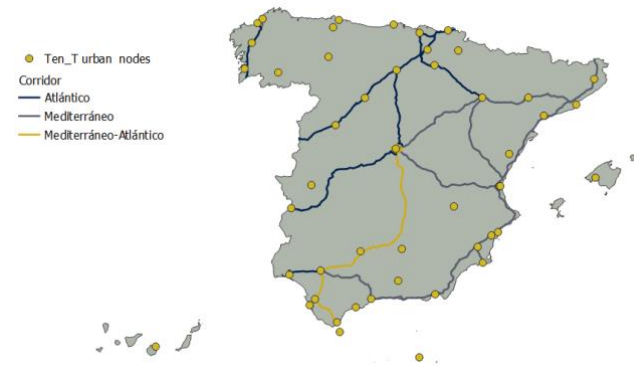 Ten_T urban nodes
Corridor
Atlántico
Mediterráneo
Mediterráneo-Atlántico